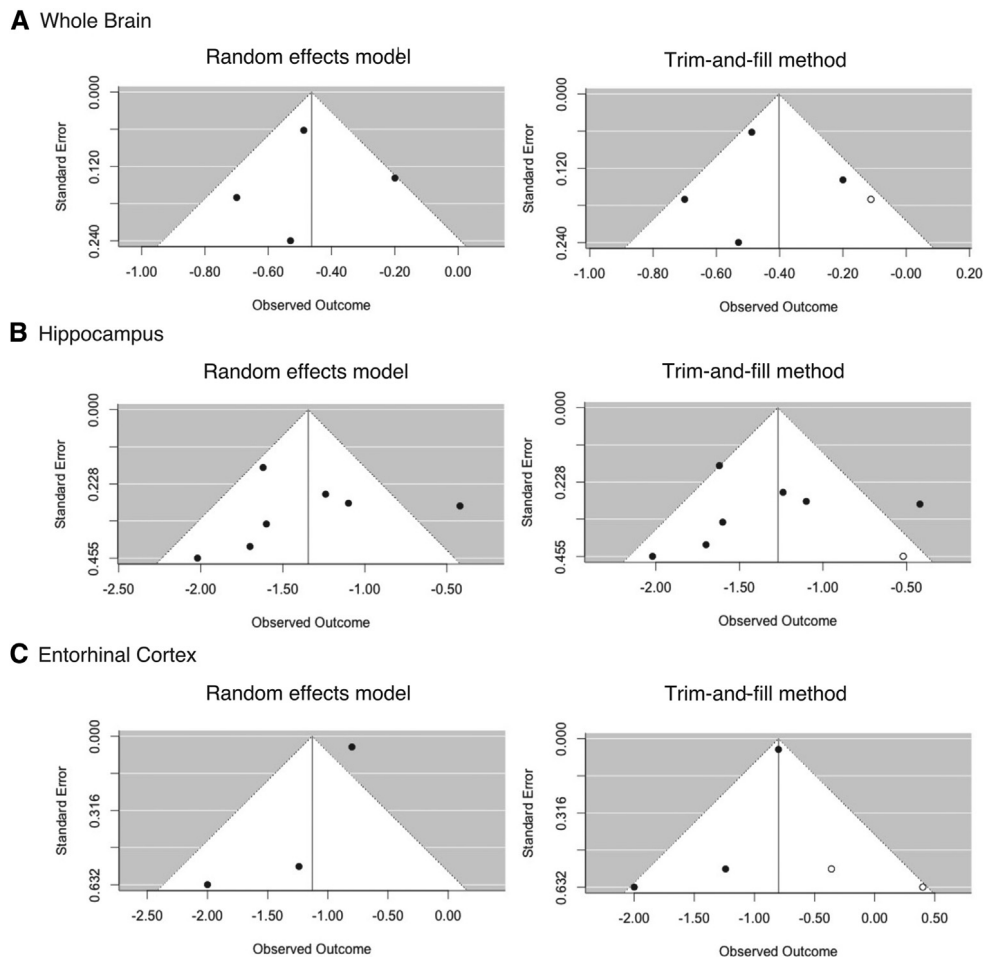 A Whole Brain
Random effects model
Trim-and-fill method
Standard Error
0.000
0.120
0.240
-1.00 -0.80 -0.60 -0.40 -0.20 0.00
Observed Outcome
Standard Error
0.000
0.120
0.240
-1.00 -0.80 -0.60 -0.40 -0.20 -0.00 0.20
Observed Outcome
B Hippocampus
Random effects model
Trim-and-fill method
Standard Error
0.000
0.228
0.455
-2.50 -2.00 -1.50 -1.00 -0.50
Observed Outcome
Standard Error
0.000
0.228
0.455
-2.00 -1.50 -1.00 -0.50
Observed Outcome
C Entorhinal Cortex
Random effects model
Trim-and-fill method
Standard Error
0.000
0.316
0.632
-2.50 -2.00 -1.50 -1.00 -0.50 0.00
Observed Outcome
Standard Error
0.000
0.316
0.632
-2.00 -1.50 -1.00 -0.50 0.00 0.50
Observed Outcome